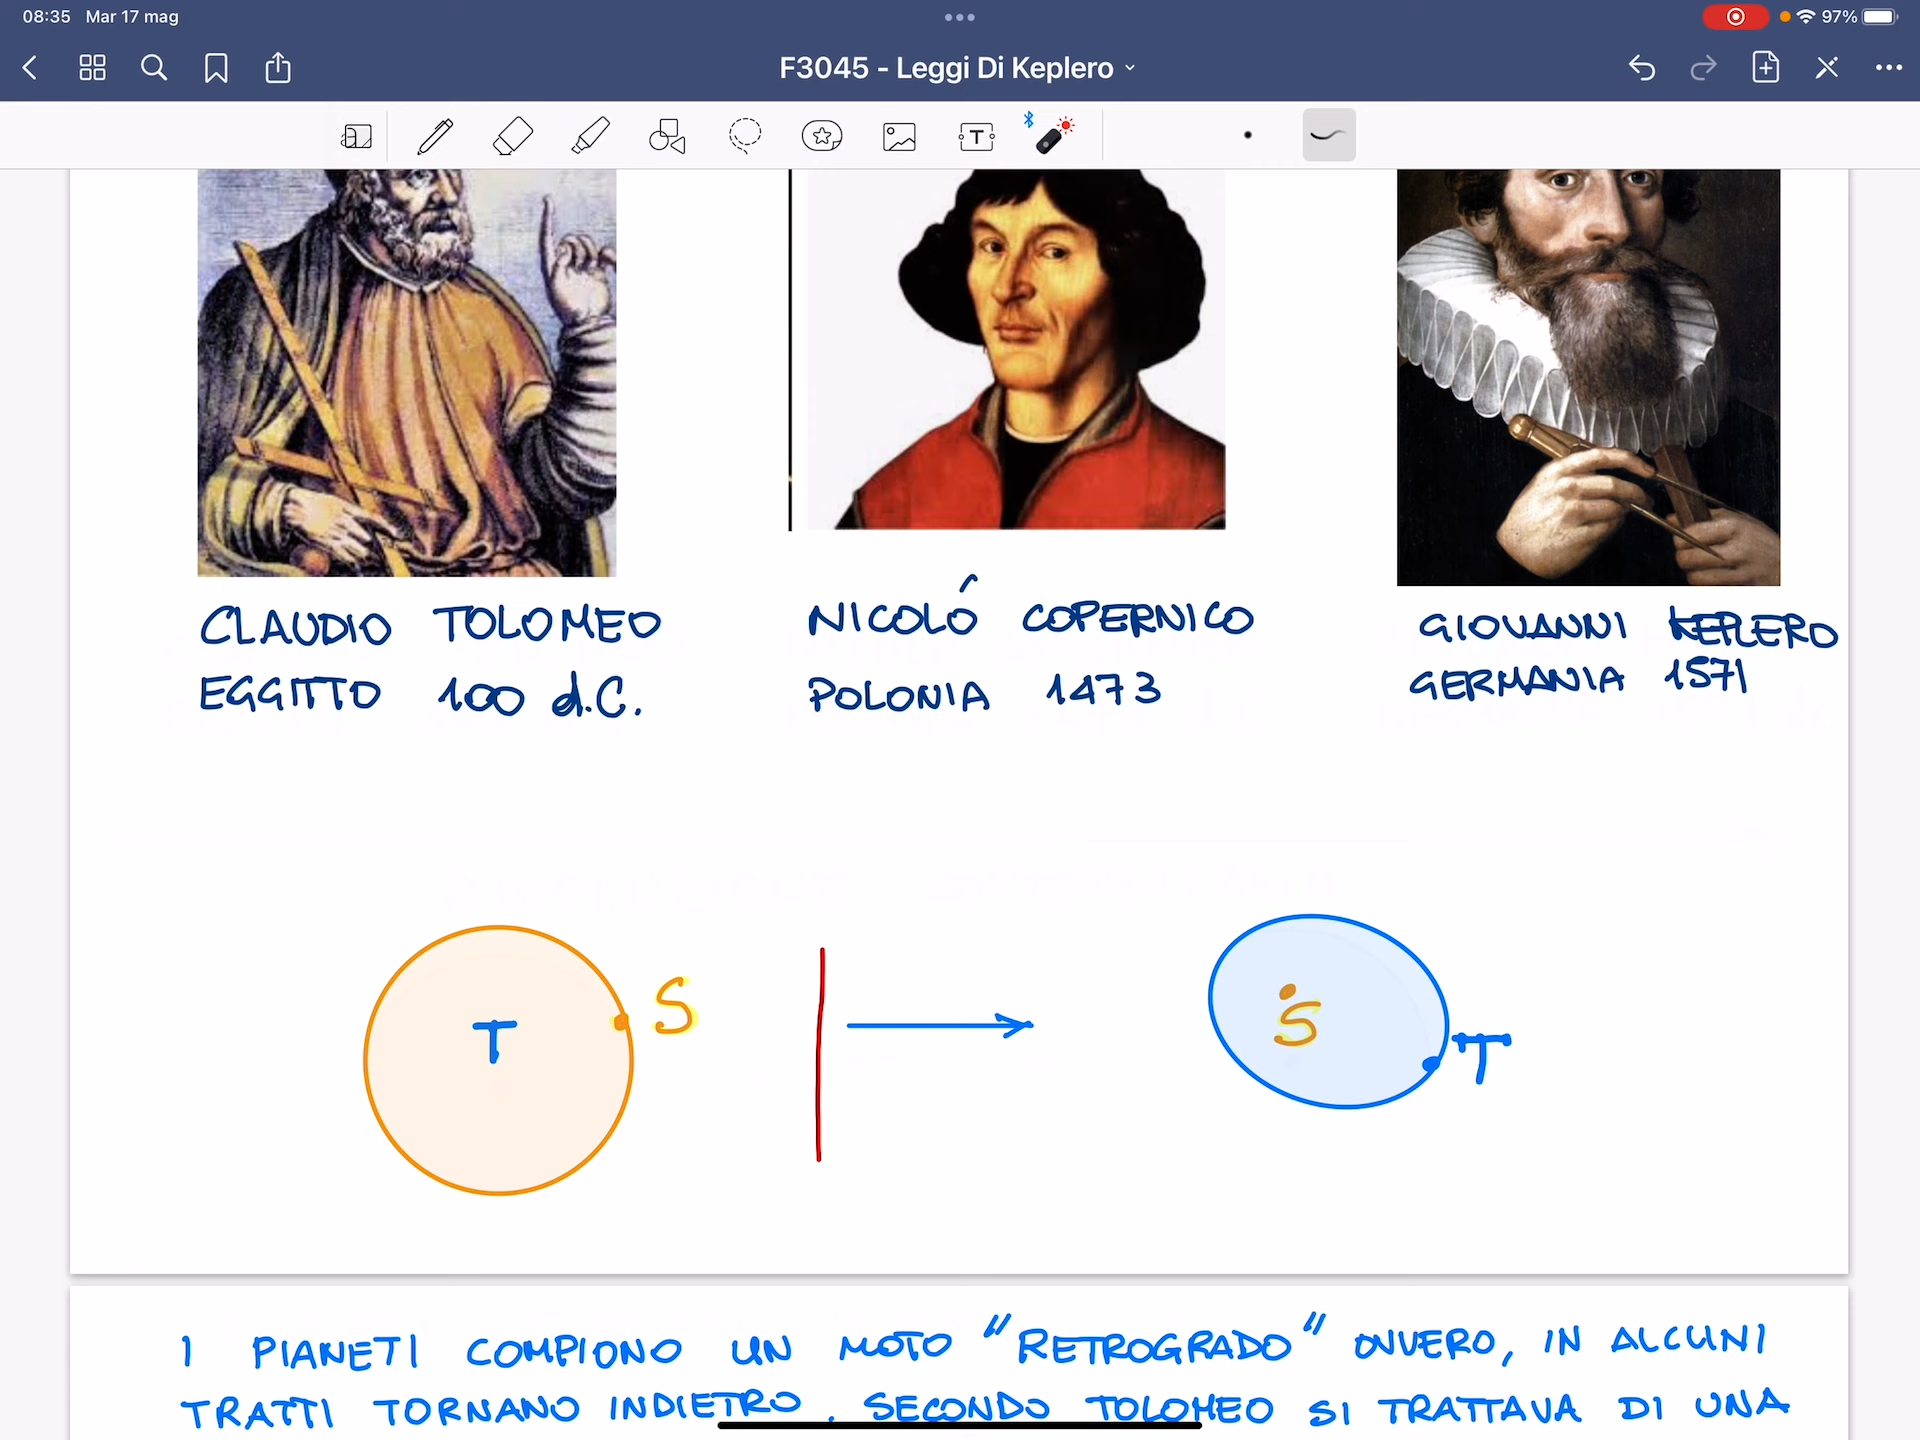 08:35 Mar 17 mag
97%
F3045 - Leggi Di Keplero
CLAUDIO TOLOMEO
EGGITTO 100 d.C.
NICOLÓ COPERNICO
POLONIA 1473
GIOVANNI KEPLERO
GERMANIA 1571
T
S
S
T
I PIANETI COMPIONO UN MOTO "RETROGRADO" OVVERO, IN ALCUNI
TRATTI TORNANO INDIETRO. SECONDO TOLOMEO SI TRATTAVA DI UNA